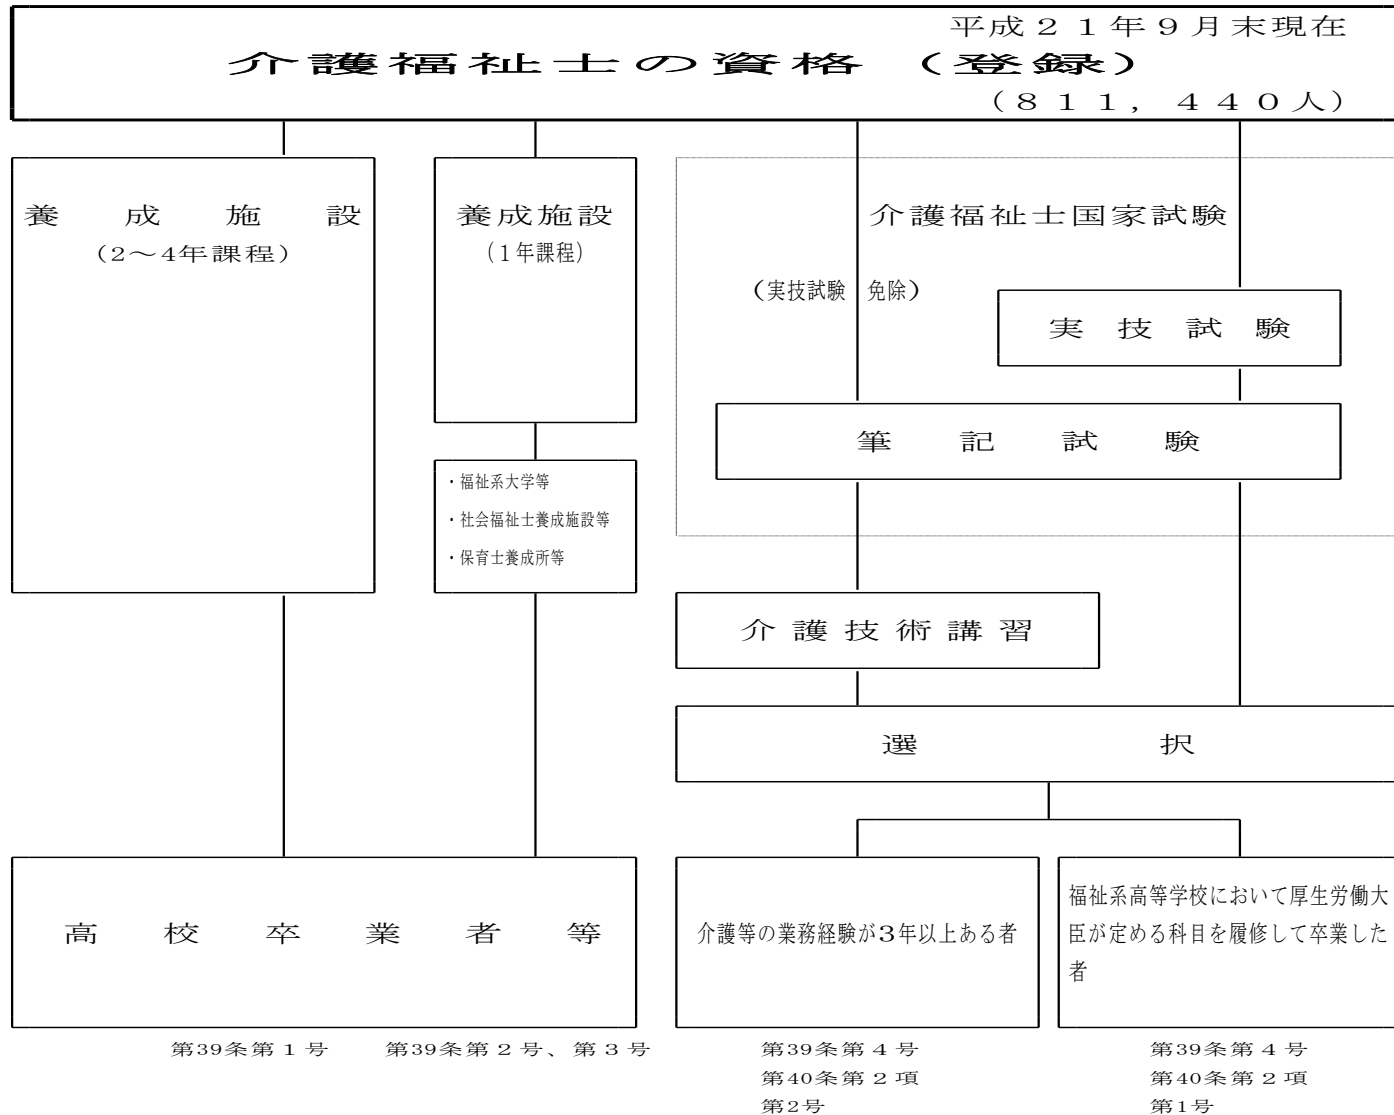 平成２１年９月末現在
介護福祉士の資格（登録）
（８１１，４４０人）
養成施設
（2～4年課程）
養成施設
（１年課程）
介護福祉士国家試験
（実技試験 免除）
実技試験
筆記試験
・福祉系大学等
・社会福祉士養成施設等
・保育士養成所等
介護技術講習
選択
高校卒業者等
介護等の業務経験が3年以上ある者
福祉系高等学校において厚生労働大
臣が定める科目を履修して卒業した
者
第39条第１号
第39条第２号、第３号
第39条第４号
第40条第２項
第2号
第39条第４号
第40条第２項
第1号